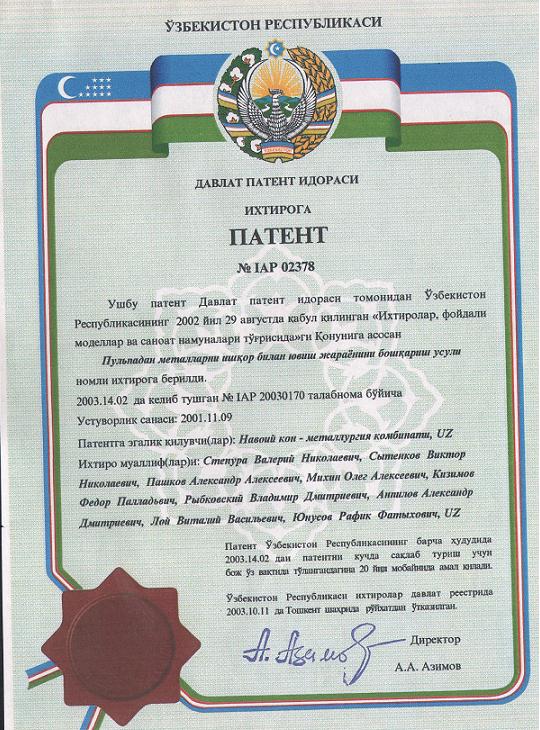 ЎЗБЕКИСТОН РЕСПУБЛИКАСИ
ДАВЛАТ ПАТЕНТ ИДОРАСИ
ИХТИРОГА
ПАТЕНТ
№ IAP 02378
Ушбу патент Давлат патент идораси томонидан Ўзбекистон
Республикасининг 2002 йил 29 августда қабул қилинган «Ихтиролар, фойдали
моделлар ва саноат намуналари тўғрисида»ги Қонунига асосан
Пульпадан металларни ишқор билан ювиш жараёнини бошқариш усули
номли ихтирога берилди.
2003.14.02 да келиб тушган № IAP 20030170 талабнома бўйича
Устуворлик санаси: 2001.11.09
Патентга эгалик қилувчи(лар): Навоий кон - металлургия комбинати, UZ
Ихтиро муаллиф(лар)и: Степура Валерий Николаевич, Сытенков Виктор
Николаевич, Пашков Александр Алексеевич, Михин Олег Алексеевич, Кизимов
Федор Палладьвич, Рыбковский Владимир Дмитриевич, Антлов Александр
Дмитриевич, Лой Виталий Васильевич, Юнусов Рафик Фатыхович, UZ
Патент Ўзбекистон Республикасининг барча ҳудудида
2003.14.02 дан патентни кучда сақлаб туриш учун
бож ўз вақтида тўлангандагина 20 йил мобайнида амал қилади.
Ўзбекистон Республикаси ихтиролар давлат реестрида
2003.10.11 да Тошкент шаҳрида рўйхатдан ўтказилган.
Директор
А.А. Азимов